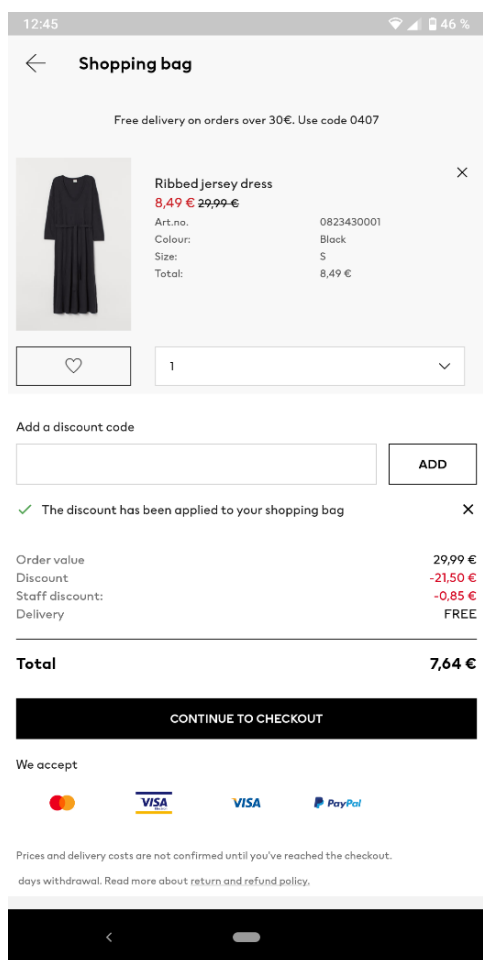 12:45 46 %
Shopping bag
Free delivery on orders over 30€. Use code 0407
Ribbed jersey dress
8,49 € 29,99 €
Art.no. 0823430001
Colour: Black
Size: S
Total: 8,49 €
1
Add a discount code
ADD
The discount has been applied to your shopping bag
Order value 29,99 €
Discount -21,50 €
Staff discount: -0,85 €
Delivery FREE
Total 7,64 €
CONTINUE TO CHECKOUT
We accept
VISA VISA PayPal
Prices and delivery costs are not confirmed until you've reached the checkout.
days withdrawal. Read more about return and refund policy.